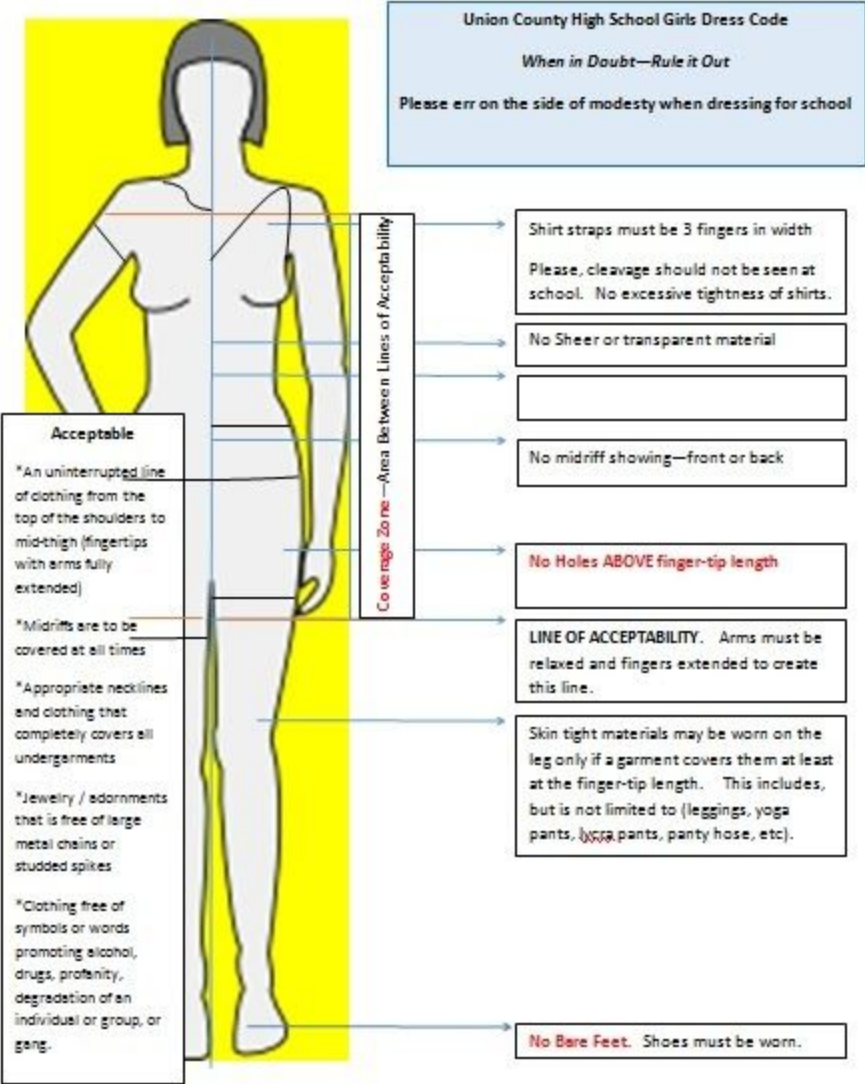 Union County High School Girls Dress Code
When in Doubt—Rule it Out
Please err on the side of modesty when dressing for school
Coverage Zone—Area Between Lines of Acceptability
Shirt straps must be 3 fingers in width
Please, cleavage should not be seen at
school. No excessive tightness of shirts.
No Sheer or transparent material
No midriff showing—front or back
No Holes ABOVE finger-tip length
LINE OF ACCEPTABILITY. Arms must be
relaxed and fingers extended to create
this line.
Skin tight materials may be worn on the
leg only if a garment covers them at least
at the finger-tip length. This includes,
but is not limited to (leggings, yoga
pants, lycra pants, panty hose, etc).
No Bare Feet. Shoes must be worn.
Acceptable
*An uninterrupted line
of clothing from the
top of the shoulders to
mid-thigh (fingertips
with arms fully
extended)
*Midriffs are to be
covered at all times
*Appropriate necklines
and clothing that
completely covers all
undergarments
*Jewelry / adornments
that is free of large
metal chains or
studded spikes
*Clothing free of
symbols or words
promoting alcohol,
drugs, profanity,
degradation of an
individual or group, or
gang.